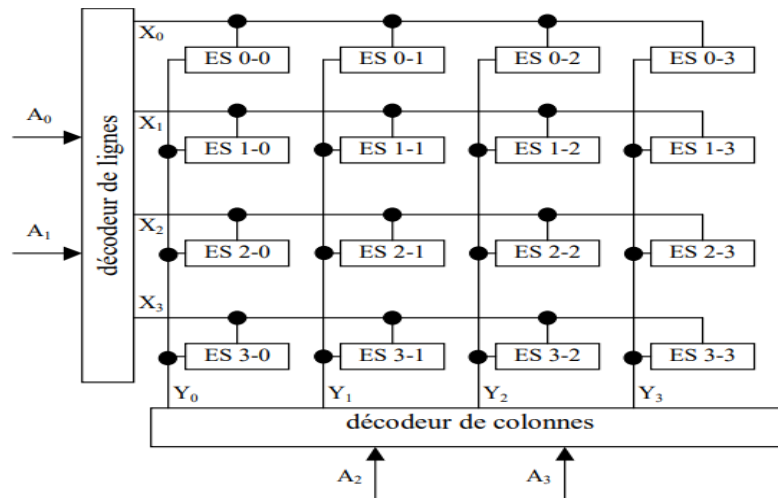 X₀
ES 0-0 ES 0-1 ES 0-2 ES 0-3
A₀
X₁
ES 1-0 ES 1-1 ES 1-2 ES 1-3
décodeur de lignes
X₂
A₁
ES 2-0 ES 2-1 ES 2-2 ES 2-3
X₃
ES 3-0 ES 3-1 ES 3-2 ES 3-3
Y₀ Y₁ Y₂ Y₃
décodeur de colonnes
A₂ A₃